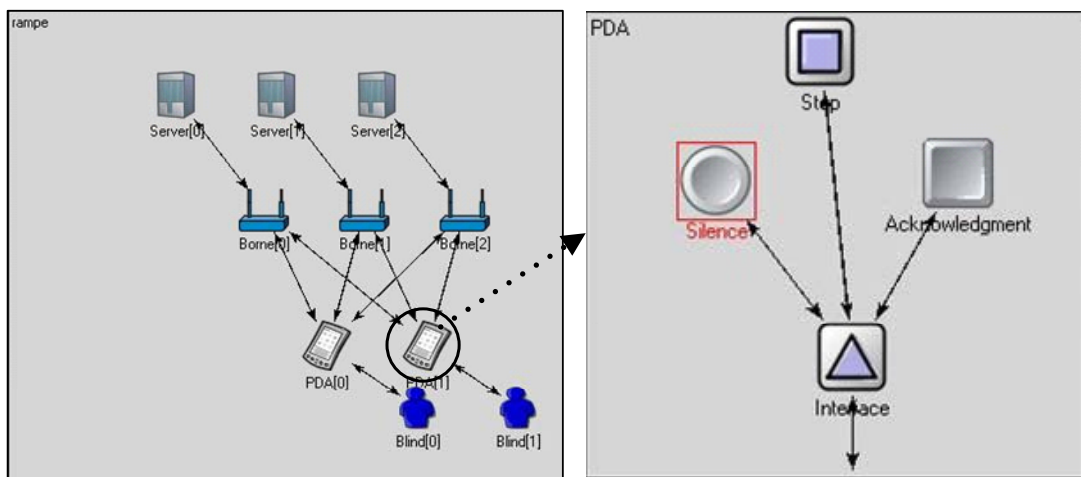 rampe
Server[0] Server[1] Server[2]
Borne[0] Borne[1] Borne[2]
PDA[0] PDA[1]
Blind[0] Blind[1]
PDA
Stop
Silence
Acknowledgment
Interface